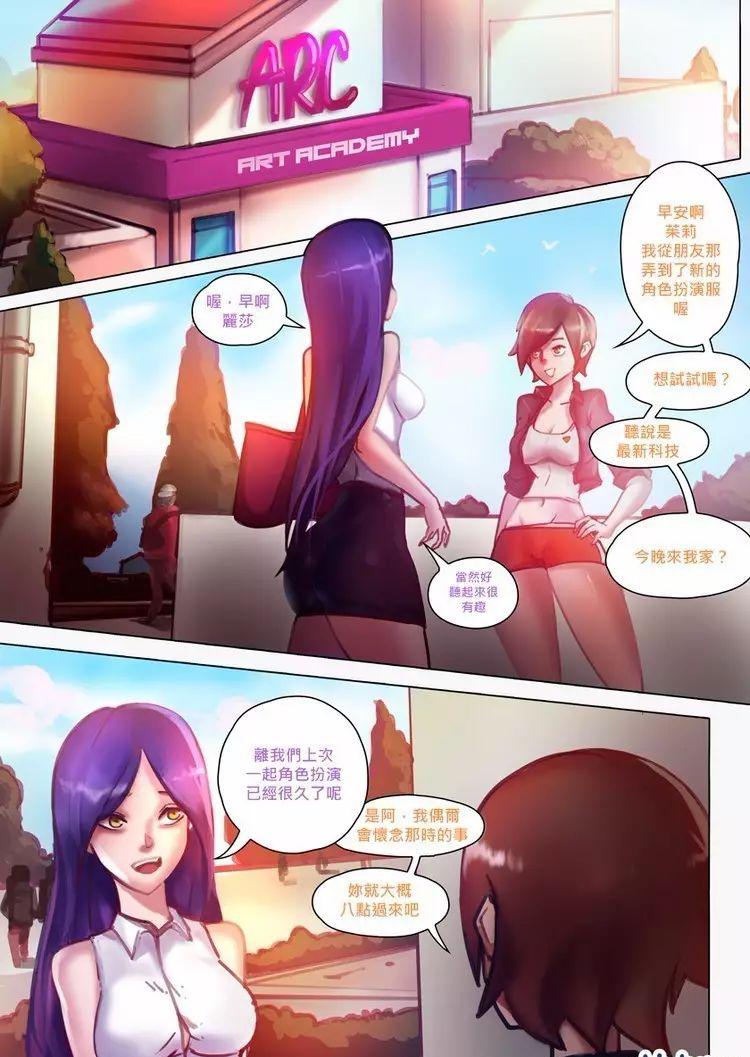 ARC
ART ACADEMY
早安啊
茱莉
我從朋友那
弄到了新的
角色扮演服
喔
喔，早啊
麗莎
想試試嗎？
聽說是
最新科技
今晚來我家？
當然好
聽起來很
有趣
離我們上次
一起角色扮演
已經很久了呢
是阿，我偶爾
會懷念那時的事
妳就大概
八點過來吧